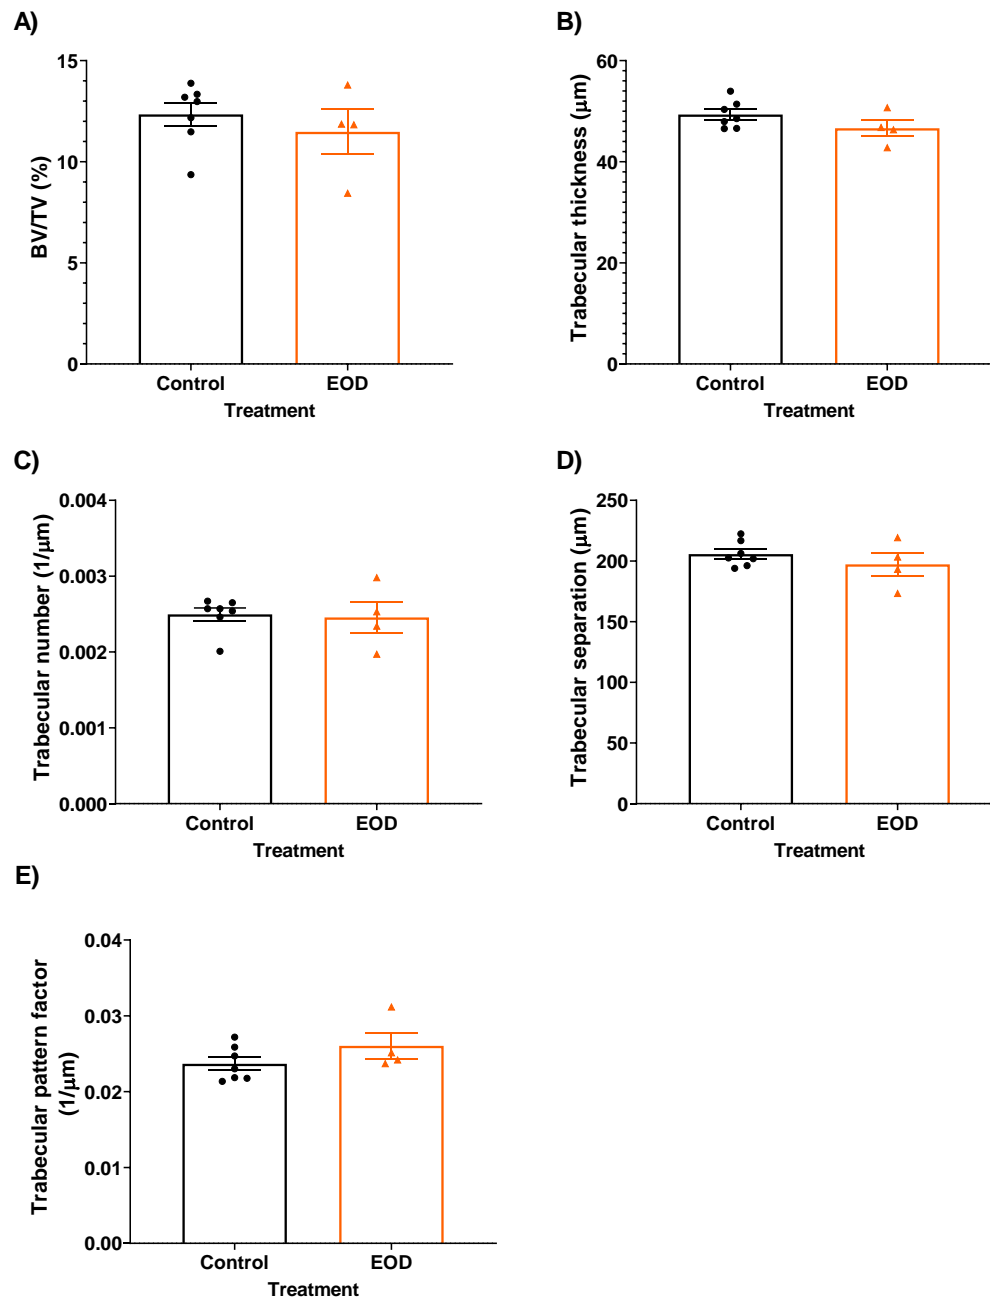 A)
BV/TV (%)
15
10
5
0
Control
EOD
Treatment
B)
Trabecular thickness (μm)
60
40
20
0
Control
EOD
Treatment
C)
Trabecular number (1/μm)
0.004
0.003
0.002
0.001
0.000
Control
EOD
Treatment
D)
Trabecular separation (μm)
250
200
150
100
50
0
Control
EOD
Treatment
E)
Trabecular pattern factor
(1/μm)
0.04
0.03
0.02
0.01
0.00
Control
EOD
Treatment